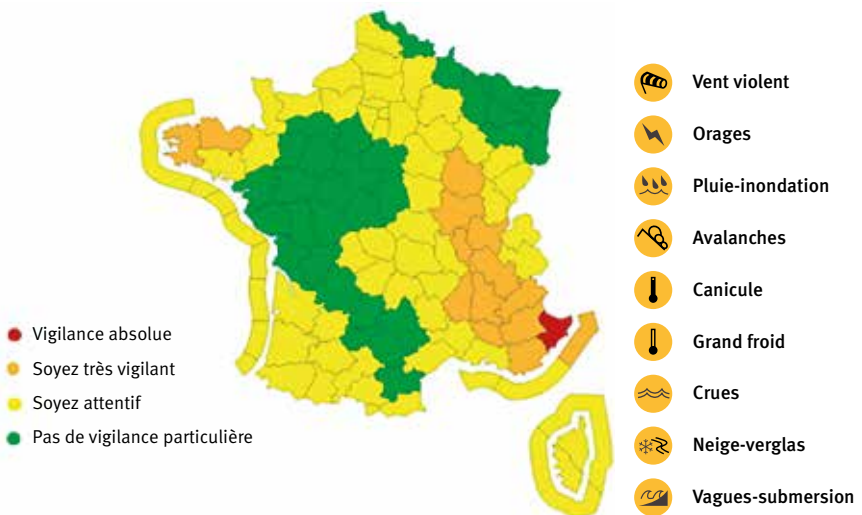 Vent violent
Orages
Pluie-inondation
Avalanches
Canicule
Grand froid
Crues
Neige-verglas
Vagues-submersion
Vigilance absolue
Soyez très vigilant
Soyez attentif
Pas de vigilance particulière